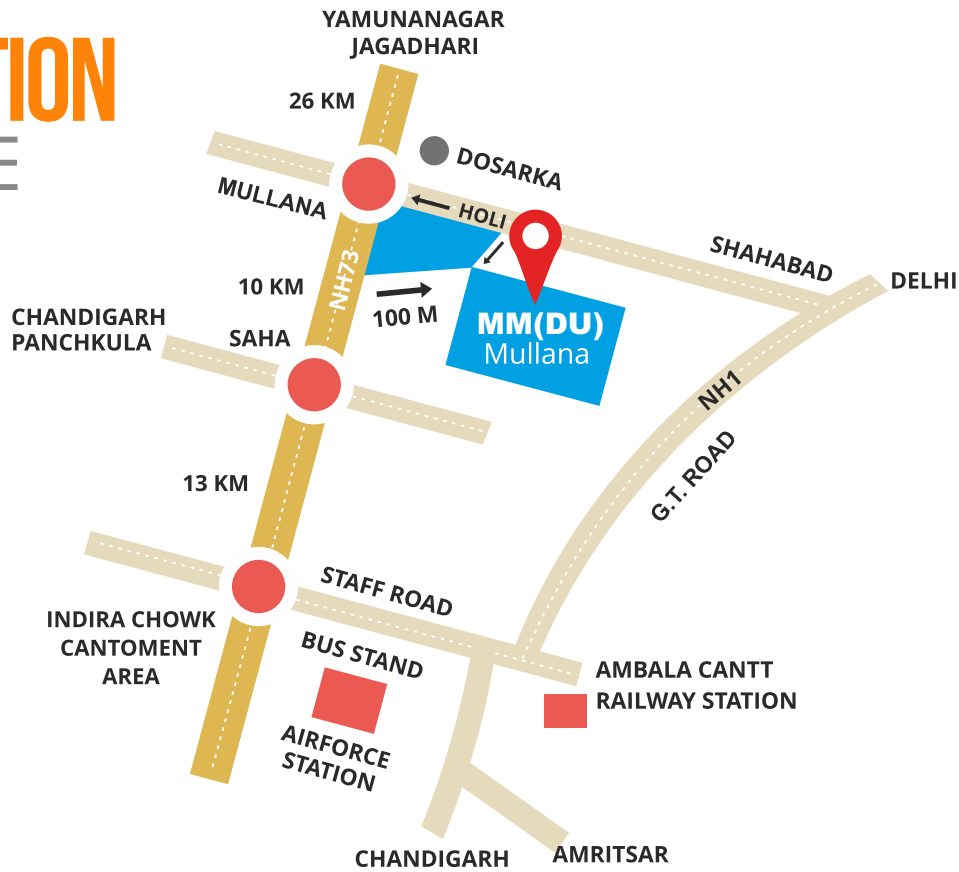 YAMUNANAGAR
JAGADHARI
TION
E
26 KM
DOSARKA
MULLANA
HOLI
SHAHABAD
DELHI
NH73
10 KM
100 M
CHANDIGARH
PANCHKULA
SAHA
MM(DU)
Mullana
NH1
G.T. ROAD
13 KM
STAFF ROAD
INDIRA CHOWK
CANTOMENT
AREA
BUS STAND
AMBALA CANTT
RAILWAY STATION
AIRFORCE
STATION
CHANDIGARH
AMRITSAR